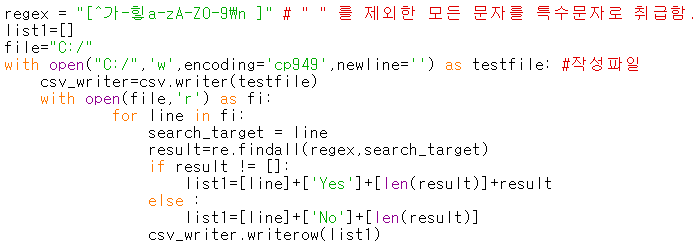 regex = "[^가-힣a-zA-Z0-9₩n ]" # " " 를 제외한 모든 문자를 특수문자로 취급함.
list1=[]
file="C:/"
with open("C:/",'w',encoding='cp949',newline='') as testfile: #작성파일
    csv_writer=csv.writer(testfile)
    with open(file,'r') as fi:
            for line in fi:
                search_target = line
                result=re.findall(regex,search_target)
                if result != []:
                    list1=[line]+['Yes']+[len(result)]+result
                else :
                    list1=[line]+['No']+[len(result)]
                csv_writer.writerow(list1)